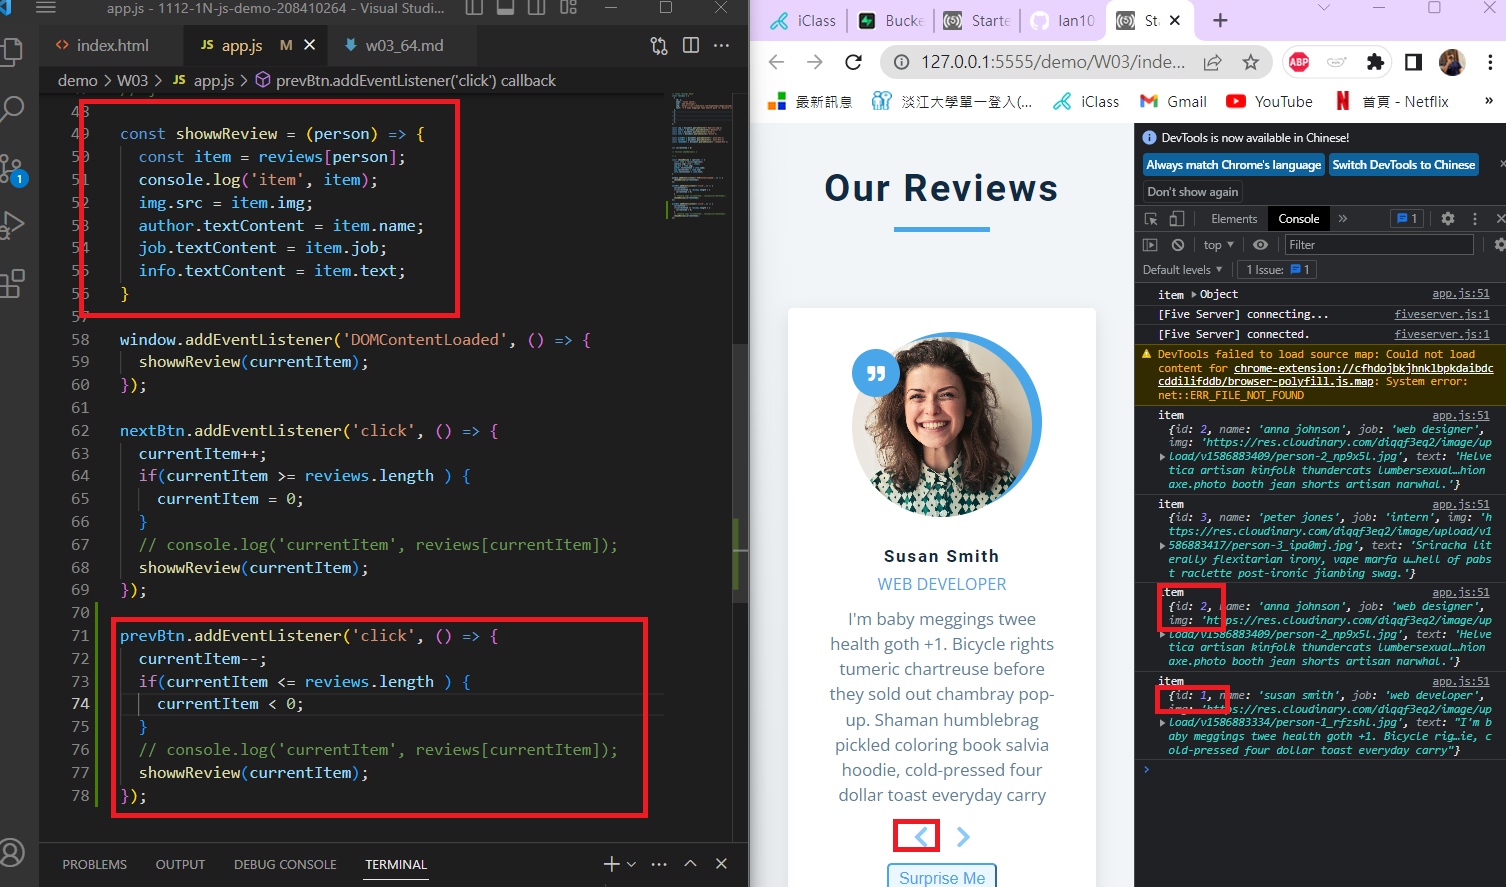 app.js - 1112-1N-js-demo-208410264 - Visual Studi...
index.html
JS app.js M
w03_64.md
demo > W03 > JS app.js > prevBtn.addEventListener('click') callback
48
49 const showwReview = (person) => {
50 const item = reviews[person];
51 console.log('item', item);
52 img.src = item.img;
53 author.textContent = item.name;
54 job.textContent = item.job;
55 info.textContent = item.text;
56 }
57
58 window.addEventListener('DOMContentLoaded', () => {
59 showwReview(currentItem);
60 });
61
62 nextBtn.addEventListener('click', () => {
63 currentItem++;
64 if(currentItem >= reviews.length ) {
65 currentItem = 0;
66 }
67 // console.log('currentItem', reviews[currentItem]);
68 showwReview(currentItem);
69 });
70
71 prevBtn.addEventListener('click', () => {
72 currentItem--;
73 if(currentItem <= reviews.length ) {
74 currentItem < 0;
75 }
76 // console.log('currentItem', reviews[currentItem]);
77 showwReview(currentItem);
78 });
1
PROBLEMS OUTPUT DEBUG CONSOLE TERMINAL
iClass
Bucke
Starte
Ian10
Sta
127.0.0.1:5555/demo/W03/inde...
ABP
最新訊息
淡江大學單一登入(...
iClass
Gmail
YouTube
首頁 - Netflix
»
Our Reviews
Susan Smith
WEB DEVELOPER
I'm baby meggings twee
health goth +1. Bicycle rights
tumeric chartreuse before
they sold out chambray pop-
up. Shaman humblebrag
pickled coloring book salvia
hoodie, cold-pressed four
dollar toast everyday carry
Surprise Me
DevTools is now available in Chinese!
Always match Chrome's language
Switch DevTools to Chinese
Don't show again
Elements Console » 1
top Filter
Default levels 1 Issue: 1
item Object app.js:51
[Five Server] connecting... fiveserver.js:1
[Five Server] connected. fiveserver.js:1
DevTools failed to load source map: Could not load
content for chrome-extension://cfhdojbkjhnklbpkdaibdc
cddilifddb/browser-polyfill.js.map: System error:
net::ERR_FILE_NOT_FOUND
item app.js:51
{id: 2, name: 'anna johnson', job: 'web designer',
img: 'https://res.cloudinary.com/diqqf3eq2/image/up
load/v1586883409/person-2_np9x5l.jpg', text: 'Helve
tica artisan kinfolk thundercats lumbersexual…hion
axe.photo booth jean shorts artisan narwhal.'}
item app.js:51
{id: 3, name: 'peter jones', job: 'intern', img: 'h
ttps://res.cloudinary.com/diqqf3eq2/image/upload/v1
586883417/person-3_ipa0mj.jpg', text: 'Sriracha lit
erally flexitarian irony, vape marfa u…hell of pabs
t raclette post-ironic jianbing swag.'}
item app.js:51
{id: 2, name: 'anna johnson', job: 'web designer',
img: 'https://res.cloudinary.com/diqqf3eq2/image/up
load/v1586883409/person-2_np9x5l.jpg', text: 'Helve
tica artisan kinfolk thundercats lumbersexual…hion
axe.photo booth jean shorts artisan narwhal.'}
item app.js:51
{id: 1, name: 'susan smith', job: 'web developer',
img: 'https://res.cloudinary.com/diqqf3eq2/image/up
load/v1586883334/person-1_rfzshl.jpg', text: "I'm b
aby meggings twee health goth +1. Bicycle rig…ie, c
old-pressed four dollar toast everyday carry"}